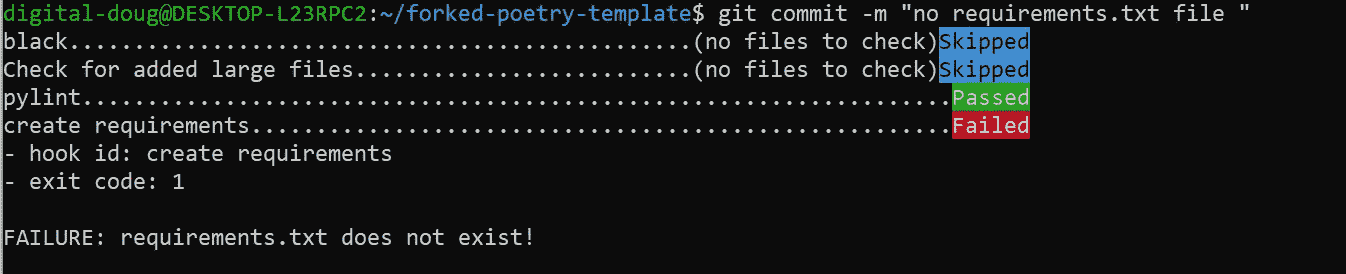 digital-doug@DESKTOP-L23RPC2:~/forked-poetry-template$ git commit -m "no requirements.txt file "
black................................................(no files to check)Skipped
Check for added large files..........................(no files to check)Skipped
pylint...................................................................Passed
create requirements......................................................Failed
- hook id: create requirements
- exit code: 1
FAILURE: requirements.txt does not exist!